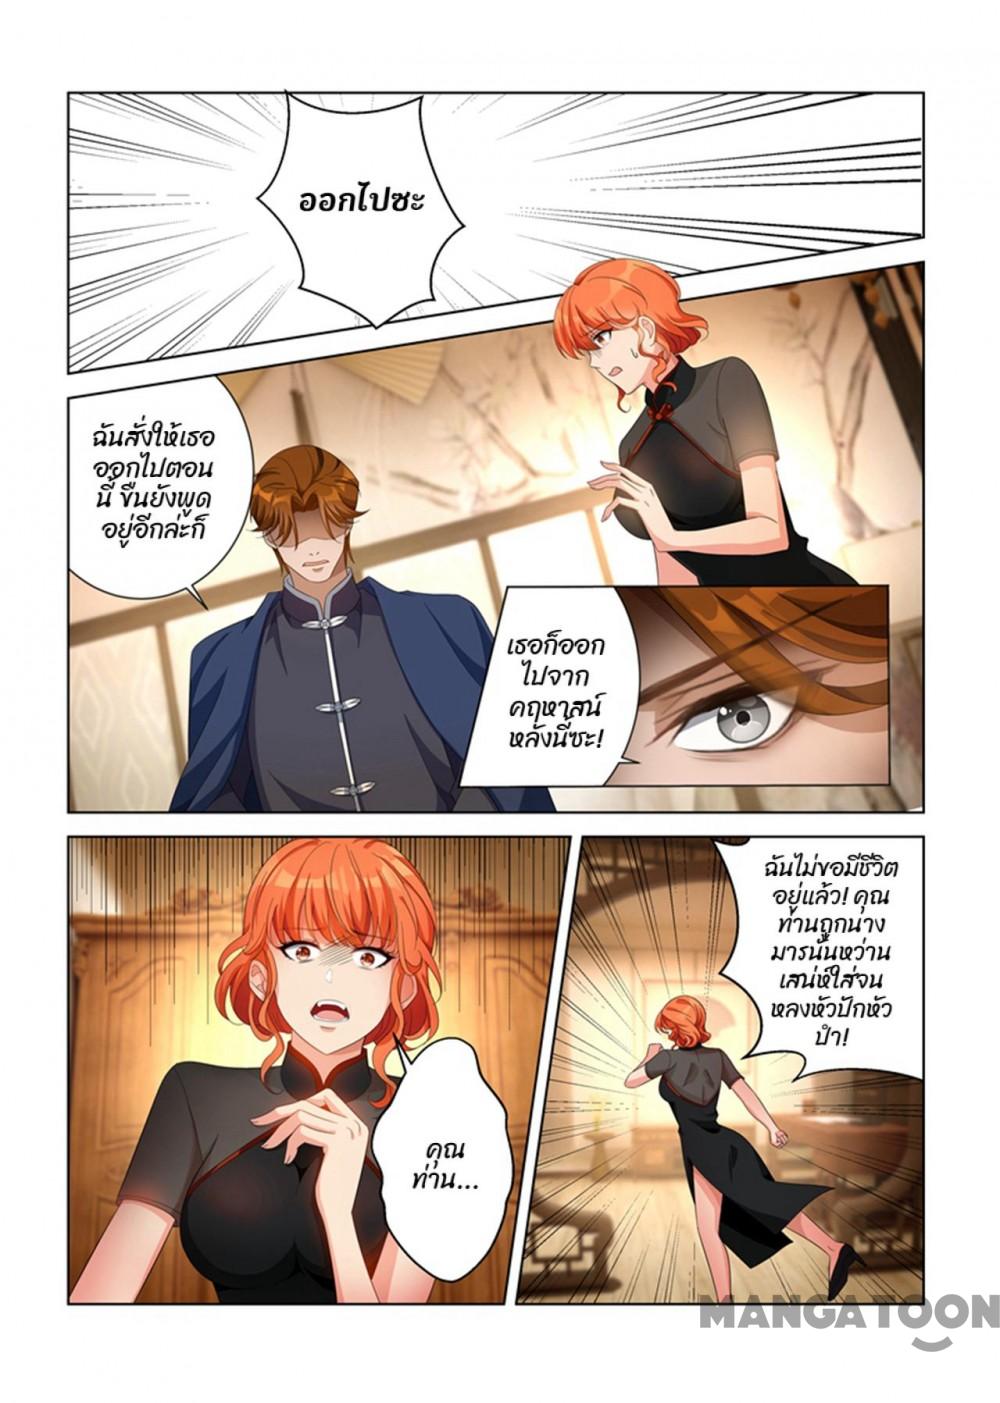 ออกไปซะ
ฉันสั่งให้เธอ
ออกไปตอน
นี้ ขืนยังพูด
อยู่อีกล่ะก็
เธอก็ออก
ไปจาก
คฤหาสน์
หลังนี้ซะ!
คุณ
ท่าน...
ฉันไม่ขอมีชีวิต
อยู่แล้ว! คุณ
ท่านถูกนาง
มารนั้นหว่าน
เสน่ห์ใส่จน
หลงหัวปักหัว
ปำ!
MANGATOON